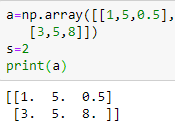 a=np.array([[1,5,0.5],
[3,5,8]])
s=2
print(a)
[[1.  5.  0.5]
[3.  5.  8. ]]